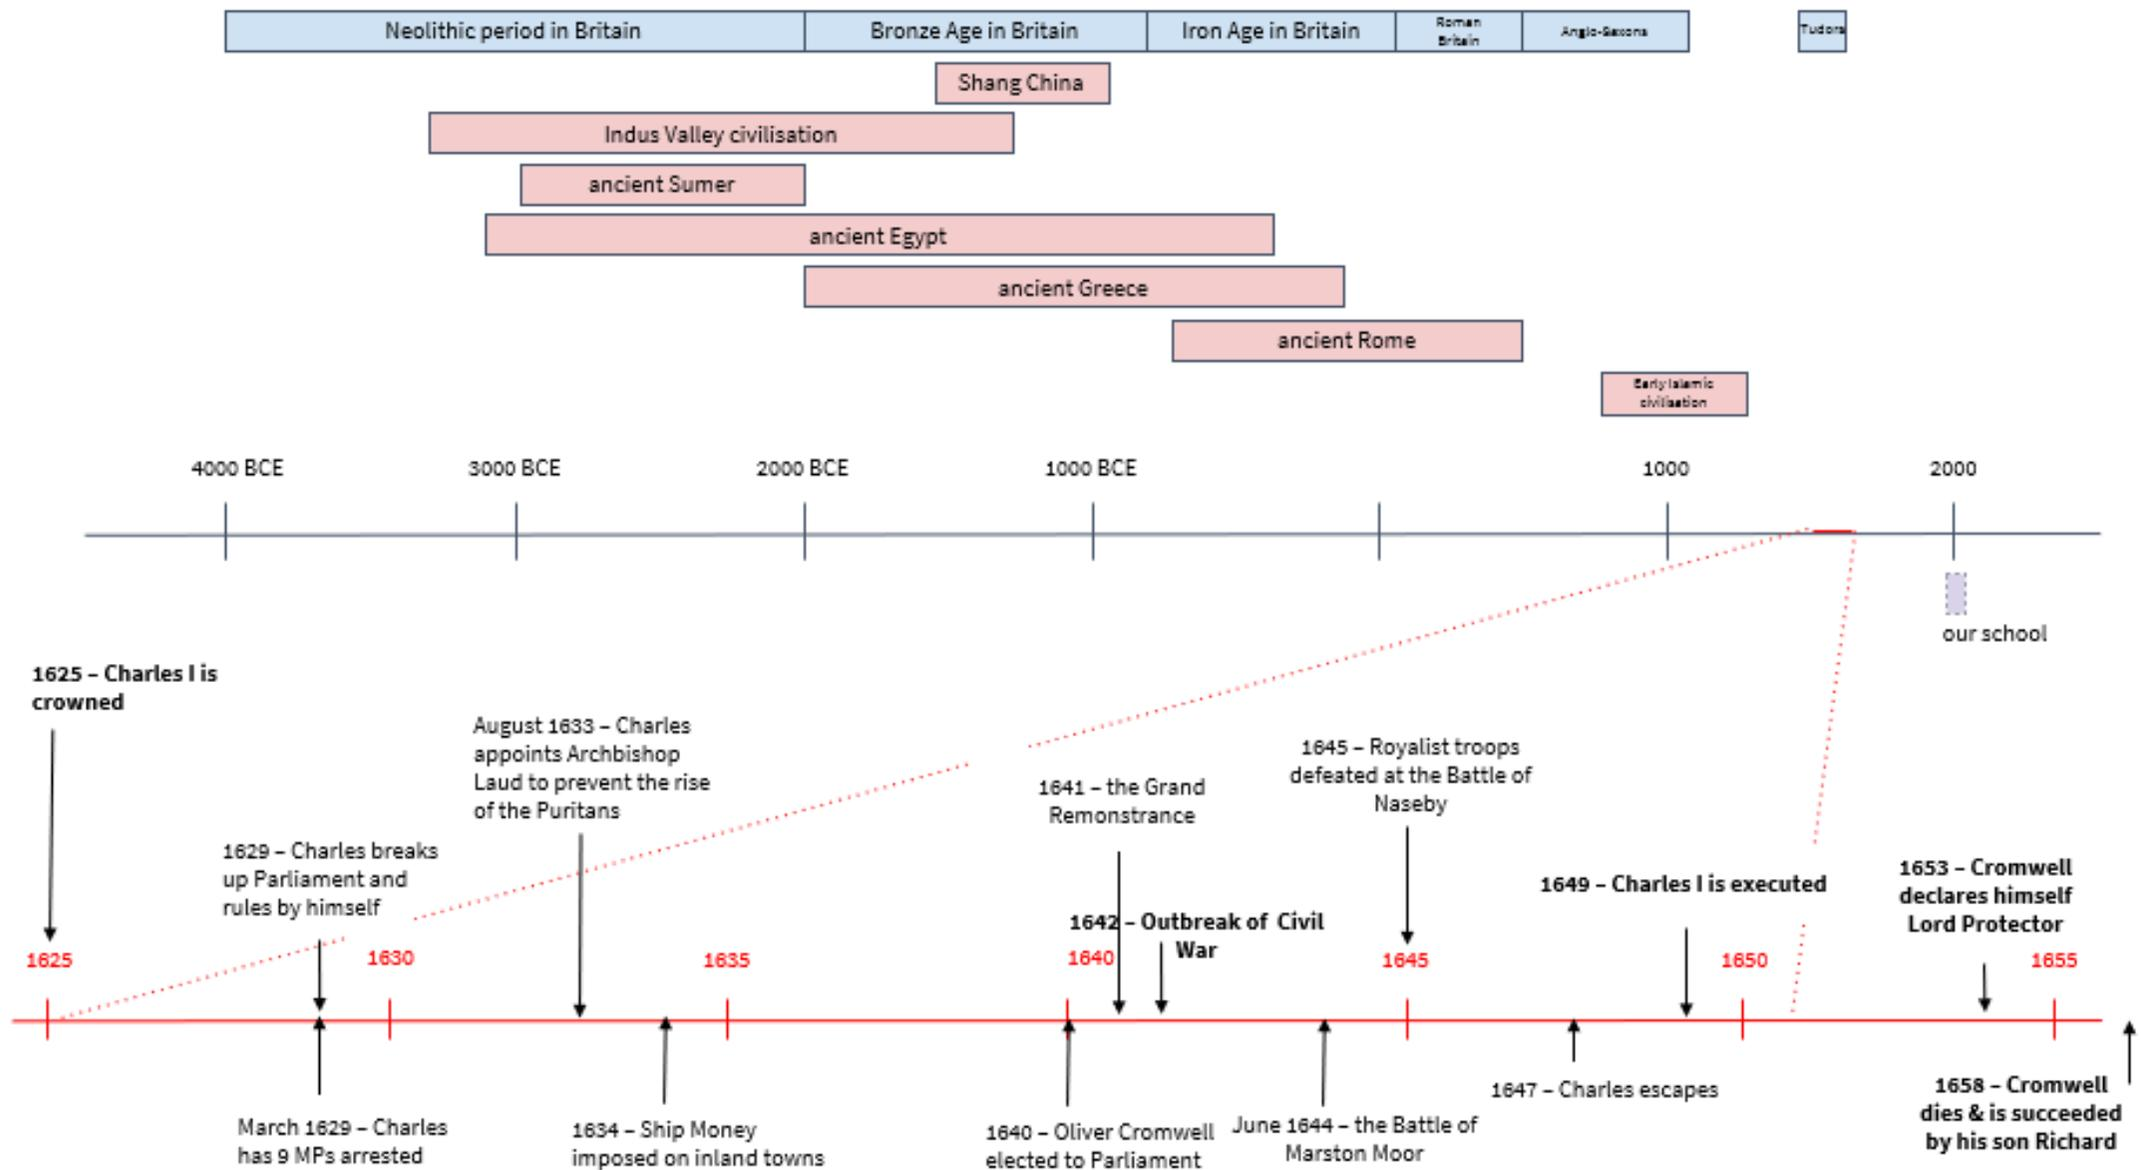 Neolithic period in Britain
Bronze Age in Britain
Iron Age in Britain
Roman
Britain
Anglo-Saxons
Tudors
Shang China
Indus Valley civilisation
ancient Sumer
ancient Egypt
ancient Greece
ancient Rome
Early Islamic
civilisation
4000 BCE
3000 BCE
2000 BCE
1000 BCE
1000
2000
our school
1625 – Charles I is
crowned
1629 – Charles breaks
up Parliament and
rules by himself
August 1633 – Charles
appoints Archbishop
Laud to prevent the rise
of the Puritans
1641 – the Grand
Remonstrance
1642 – Outbreak of Civil
War
1645 – Royalist troops
defeated at the Battle of
Naseby
1649 – Charles I is executed
1653 – Cromwell
declares himself
Lord Protector
1625
1630
1635
1640
1645
1650
1655
March 1629 – Charles
has 9 MPs arrested
1634 – Ship Money
imposed on inland towns
1640 – Oliver Cromwell
elected to Parliament
June 1644 – the Battle of
Marston Moor
1647 – Charles escapes
1658 – Cromwell
dies & is succeeded
by his son Richard